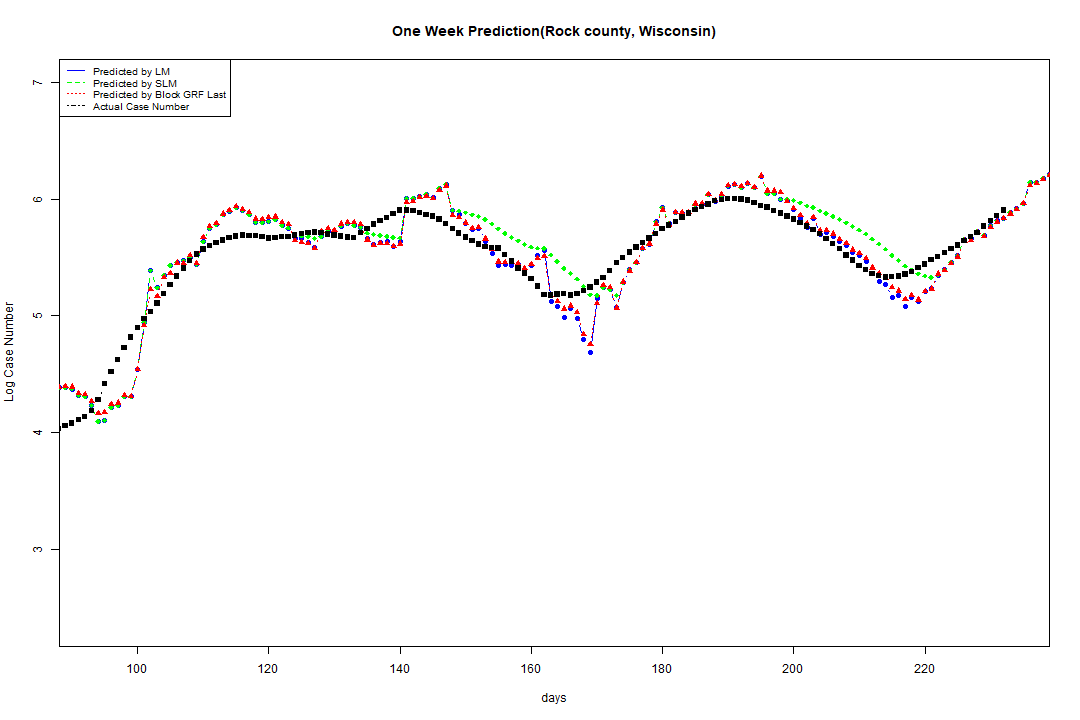 One Week Prediction(Rock county, Wisconsin)
Predicted by LM
Predicted by SLM
Predicted by Block GRF Last
Actual Case Number
7
6
5
4
3
Log Case Number
100 120 140 160 180 200 220
days